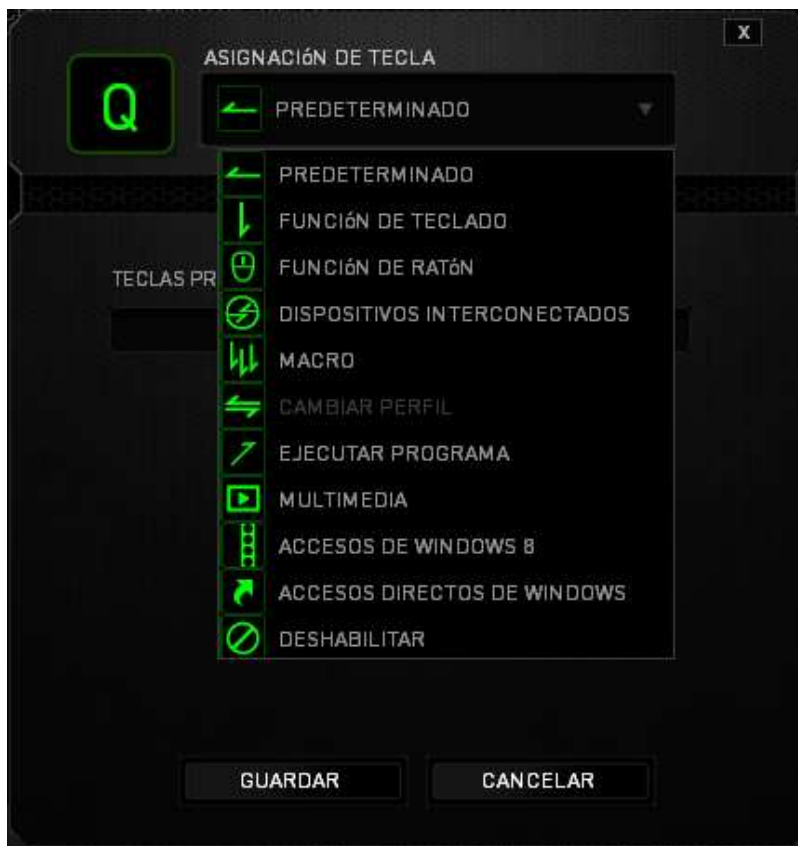 X
ASIGNACIóN DE TECLA
Q
PREDETERMINADO
PREDETERMINADO
FUNCIóN DE TECLADO
FUNCIóN DE RATóN
TECLAS PR
DISPOSITIVOS INTERCONECTADOS
MACRO
CAMBIAR PERFIL
EJECUTAR PROGRAMA
MULTIMEDIA
ACCESOS DE WINDOWS 8
ACCESOS DIRECTOS DE WINDOWS
DESHABILITAR
GUARDAR
CANCELAR